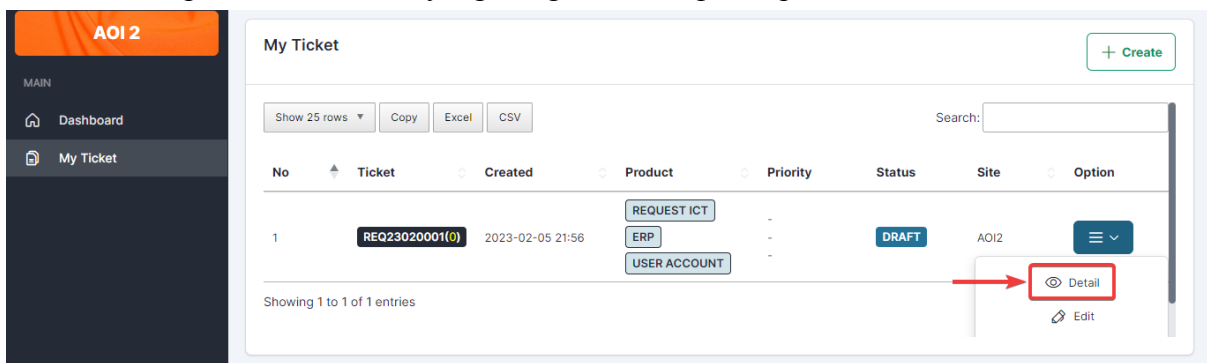 AOI 2
MAIN
Dashboard
My Ticket
My Ticket
+ Create
Show 25 rows Copy Excel CSV
Search:
No Ticket Created Product Priority Status Site Option
1 REQ23020001(0) 2023-02-05 21:56 REQUEST ICT - DRAFT AOI2
ERP -
USER ACCOUNT -
Detail
Edit
Showing 1 to 1 of 1 entries